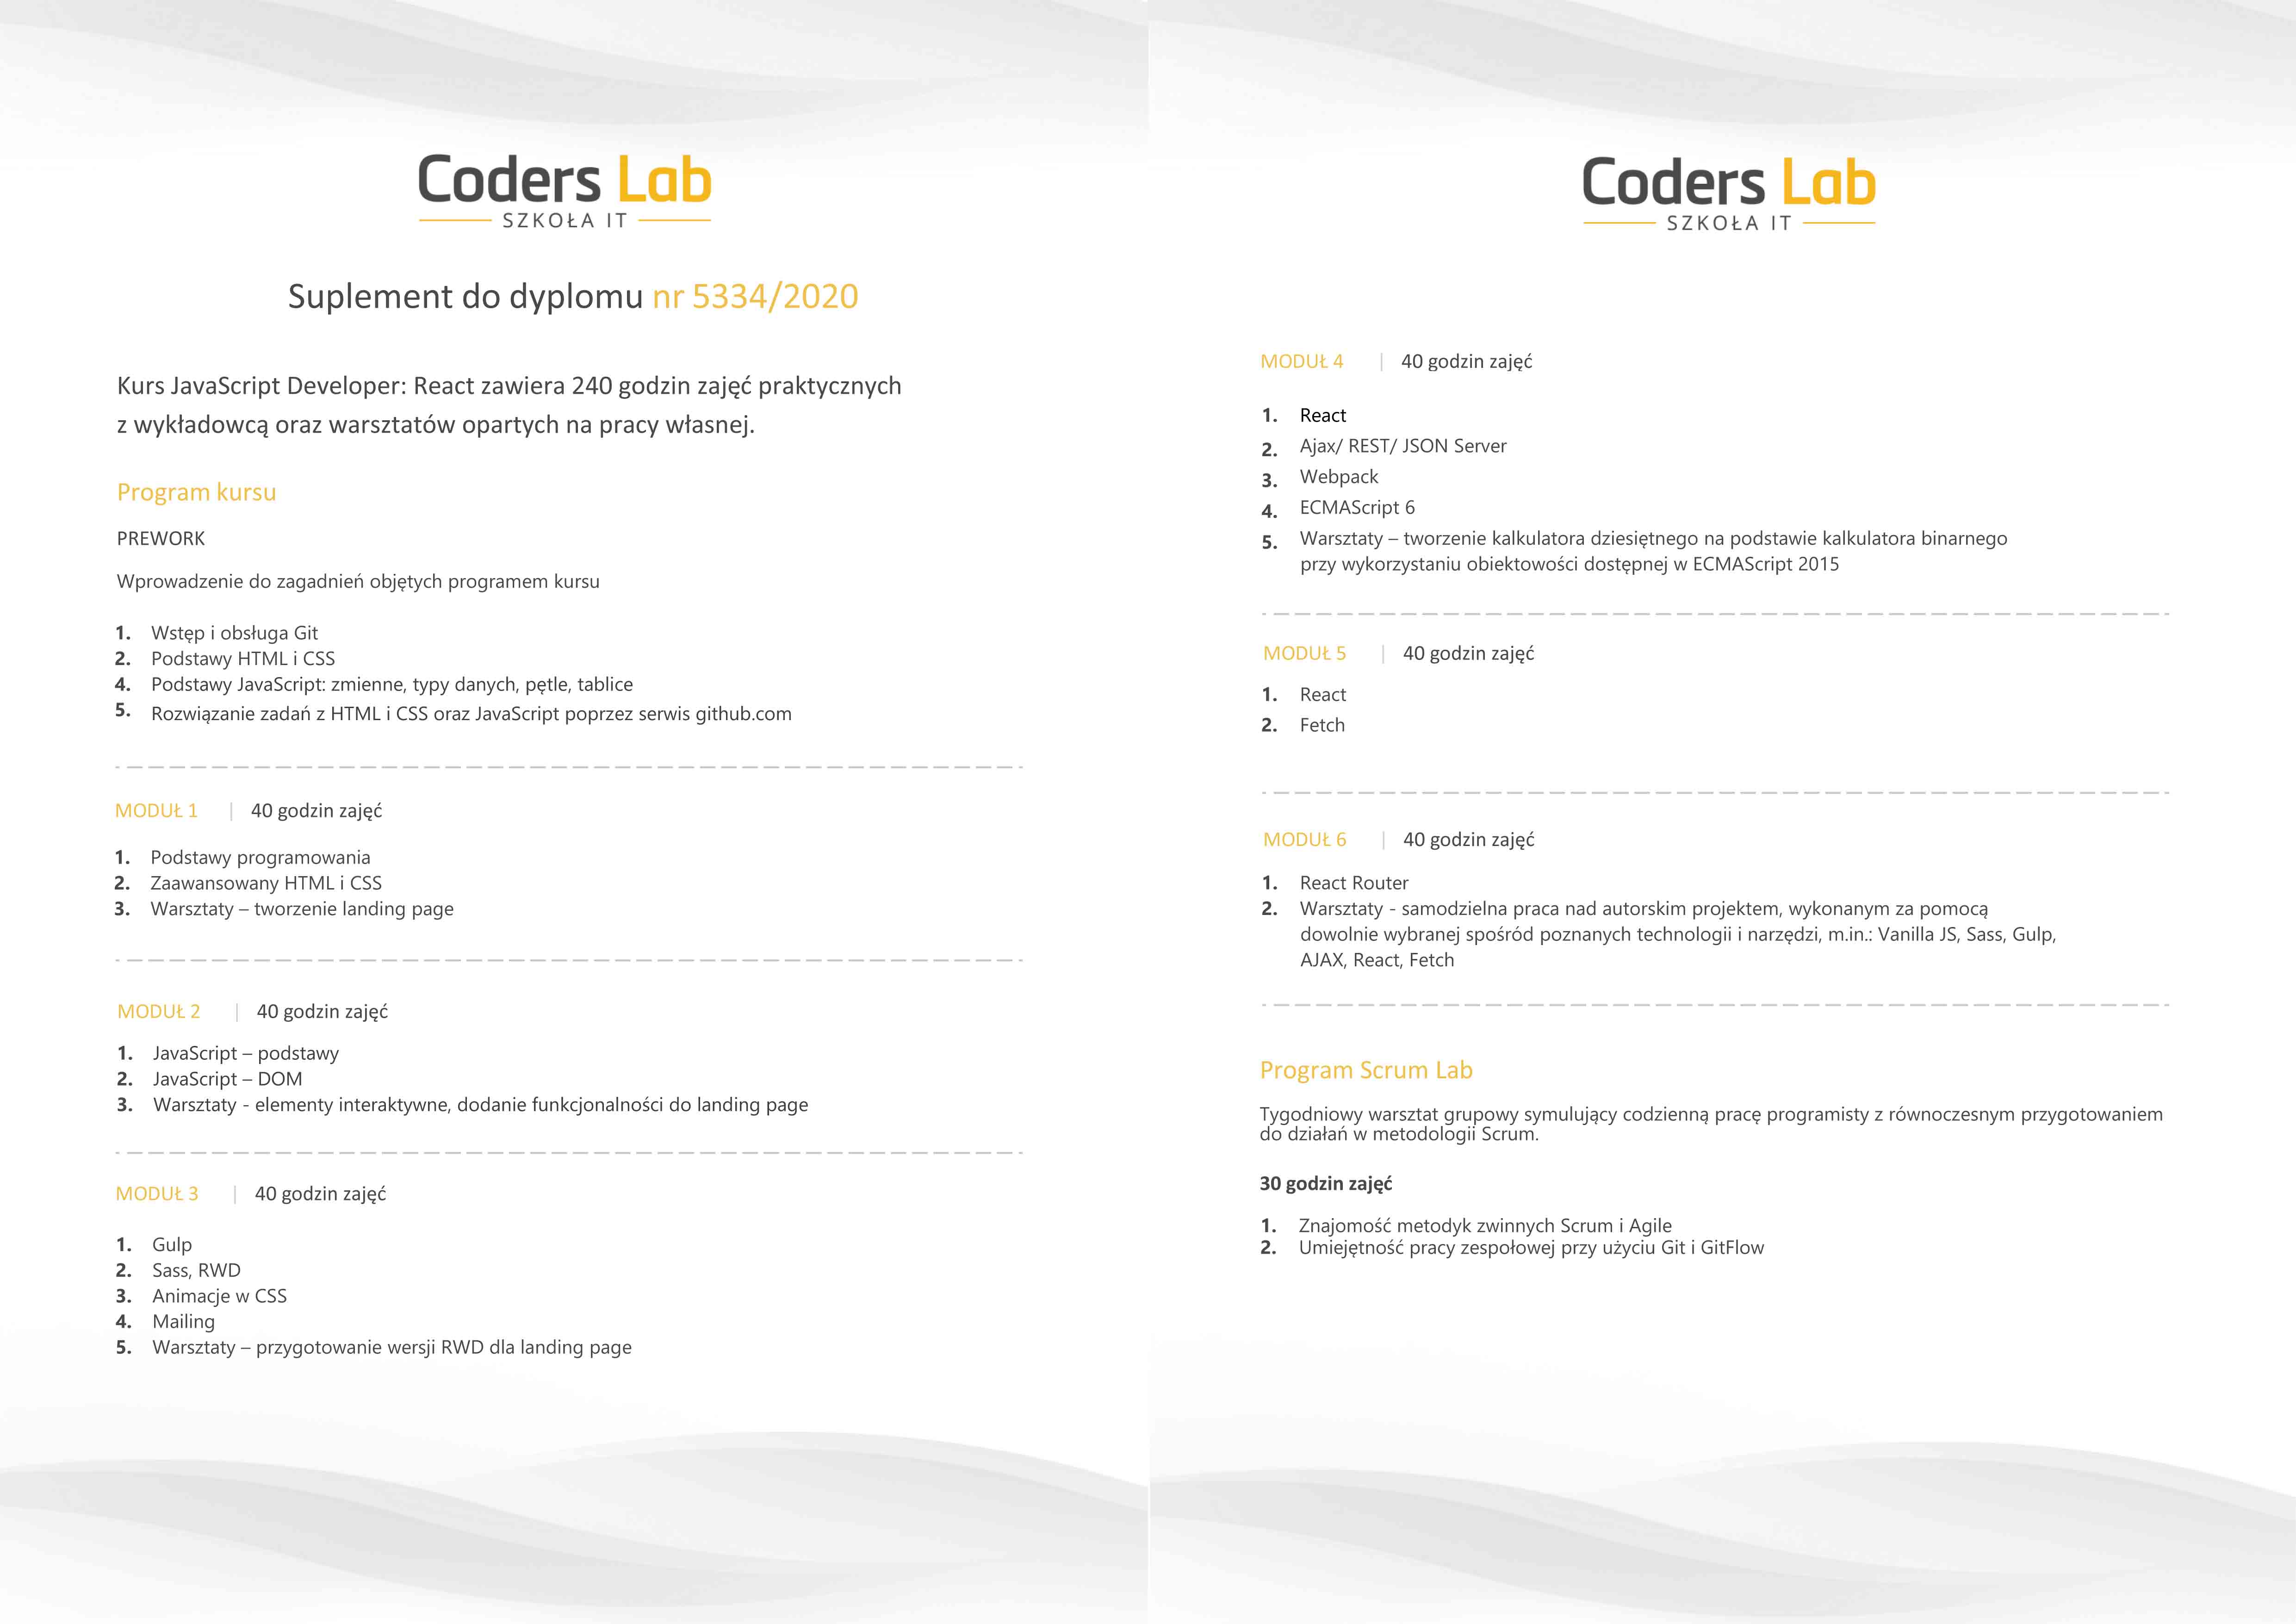 Coders Lab
SZKOŁA IT
Suplement do dyplomu nr 5334/2020
Kurs JavaScript Developer: React zawiera 240 godzin zajęć praktycznych
z wykładowcą oraz warsztatów opartych na pracy własnej.
Program kursu
PREWORK
Wprowadzenie do zagadnień objętych programem kursu
1. Wstęp i obsługa Git
2. Podstawy HTML i CSS
4. Podstawy JavaScript: zmienne, typy danych, pętle, tablice
5. Rozwiązanie zadań z HTML i CSS oraz JavaScript poprzez serwis github.com
MODUŁ 1 | 40 godzin zajęć
1. Podstawy programowania
2. Zaawansowany HTML i CSS
3. Warsztaty – tworzenie landing page
MODUŁ 2 | 40 godzin zajęć
1. JavaScript – podstawy
2. JavaScript – DOM
3. Warsztaty - elementy interaktywne, dodanie funkcjonalności do landing page
MODUŁ 3 | 40 godzin zajęć
1. Gulp
2. Sass, RWD
3. Animacje w CSS
4. Mailing
5. Warsztaty – przygotowanie wersji RWD dla landing page
Coders Lab
SZKOŁA IT
MODUŁ 4 | 40 godzin zajęć
1. React
2. Ajax/ REST/ JSON Server
3. Webpack
4. ECMAScript 6
5. Warsztaty – tworzenie kalkulatora dziesiętnego na podstawie kalkulatora binarnego
przy wykorzystaniu obiektowości dostępnej w ECMAScript 2015
MODUŁ 5 | 40 godzin zajęć
1. React
2. Fetch
MODUŁ 6 | 40 godzin zajęć
1. React Router
2. Warsztaty - samodzielna praca nad autorskim projektem, wykonanym za pomocą
dowolnie wybranej spośród poznanych technologii i narzędzi, m.in.: Vanilla JS, Sass, Gulp,
AJAX, React, Fetch
Program Scrum Lab
Tygodniowy warsztat grupowy symulujący codzienną pracę programisty z równoczesnym przygotowaniem
do działań w metodologii Scrum.
30 godzin zajęć
1. Znajomość metodyk zwinnych Scrum i Agile
2. Umiejętność pracy zespołowej przy użyciu Git i GitFlow